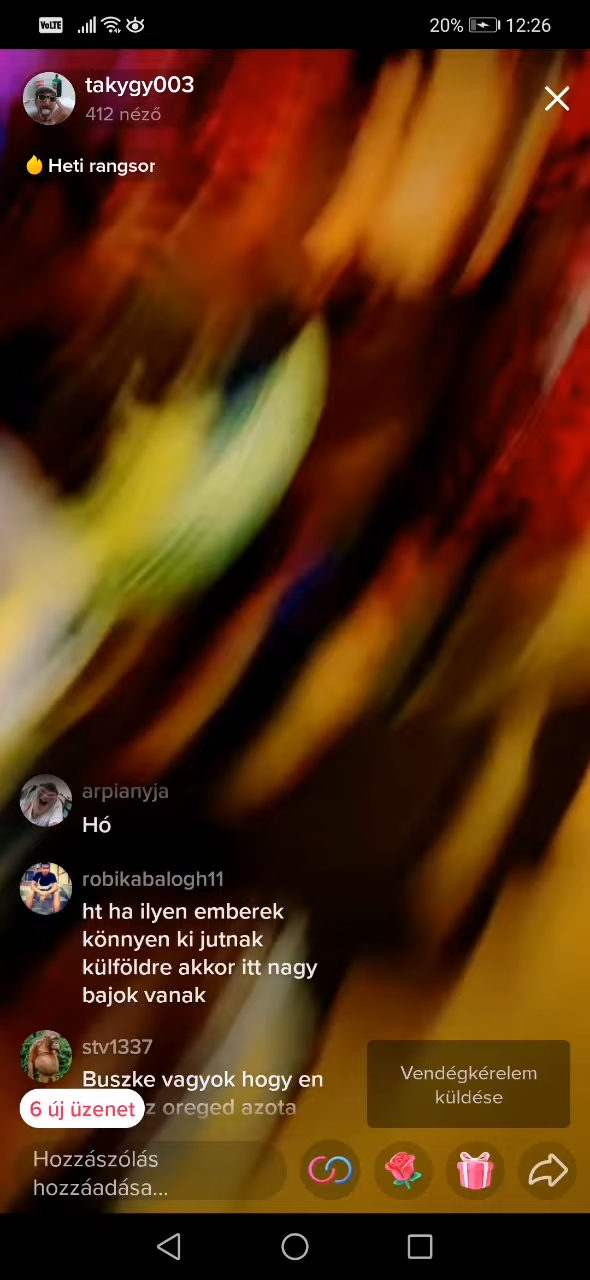 VoLTE
20% 12:26
takygy003
412 néző
Heti rangsor
arpianyja
Hó
robikabalogh11
ht ha ilyen emberek
könnyen ki jutnak
külföldre akkor itt nagy
bajok vanak
stv1337
Buszke vagyok hogy en
z oreged azota
6 új üzenet
Vendégkérelem
küldése
Hozzászólás
hozzáadása...